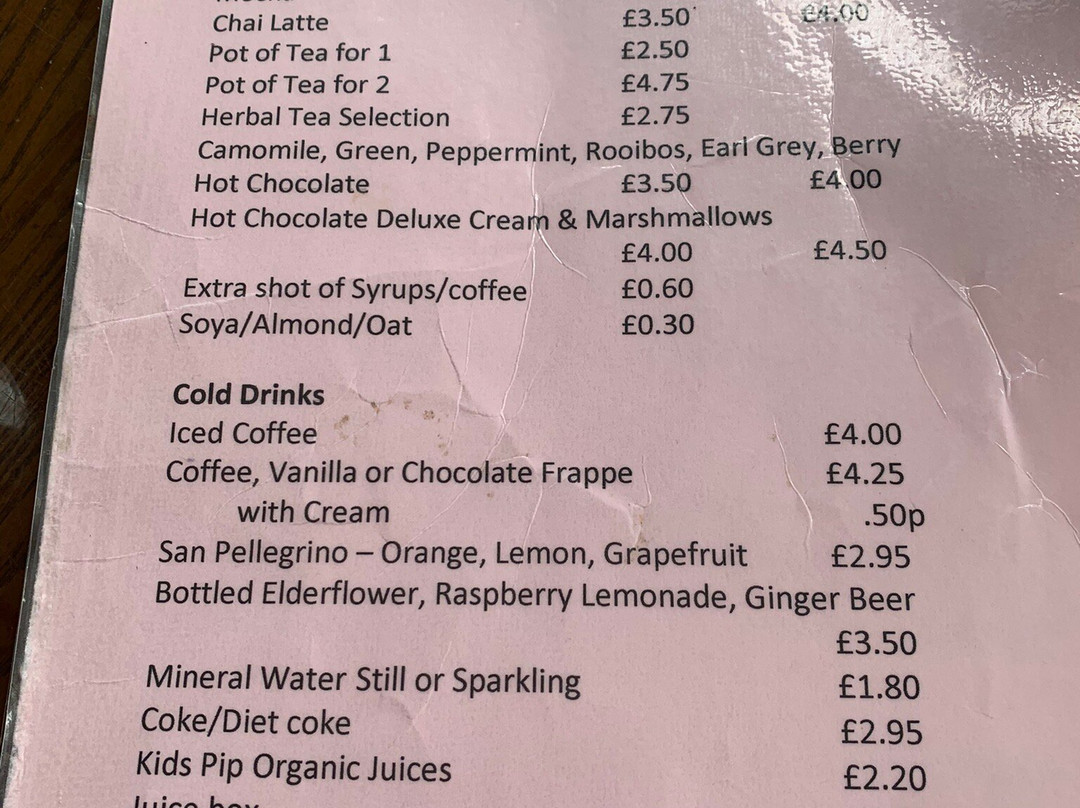 Chai Latte £3.50 £4.00
Pot of Tea for 1 £2.50
Pot of Tea for 2 £4.75
Herbal Tea Selection £2.75
Camomile, Green, Peppermint, Rooibos, Earl Grey, Berry
Hot Chocolate £3.50 £4.00
Hot Chocolate Deluxe Cream & Marshmallows
£4.00 £4.50
Extra shot of Syrups/coffee £0.60
Soya/Almond/Oat £0.30
Cold Drinks
Iced Coffee £4.00
Coffee, Vanilla or Chocolate Frappe £4.25
with Cream .50p
San Pellegrino – Orange, Lemon, Grapefruit £2.95
Bottled Elderflower, Raspberry Lemonade, Ginger Beer
£3.50
Mineral Water Still or Sparkling £1.80
Coke/Diet coke £2.95
Kids Pip Organic Juices £2.20